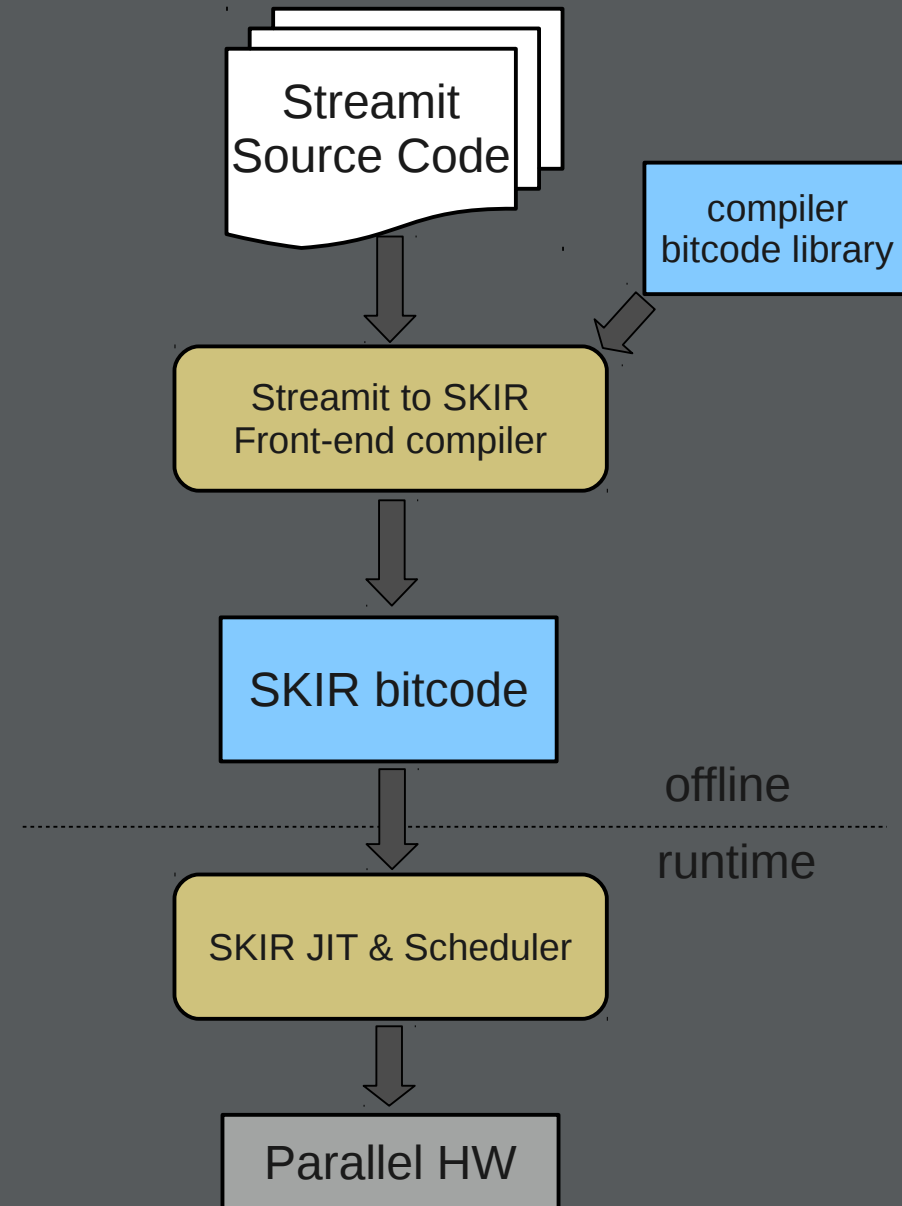 Streamit
Source Code
compiler
bitcode library
Streamit to SKIR
Front-end compiler
SKIR bitcode
offline
runtime
SKIR JIT & Scheduler
Parallel HW